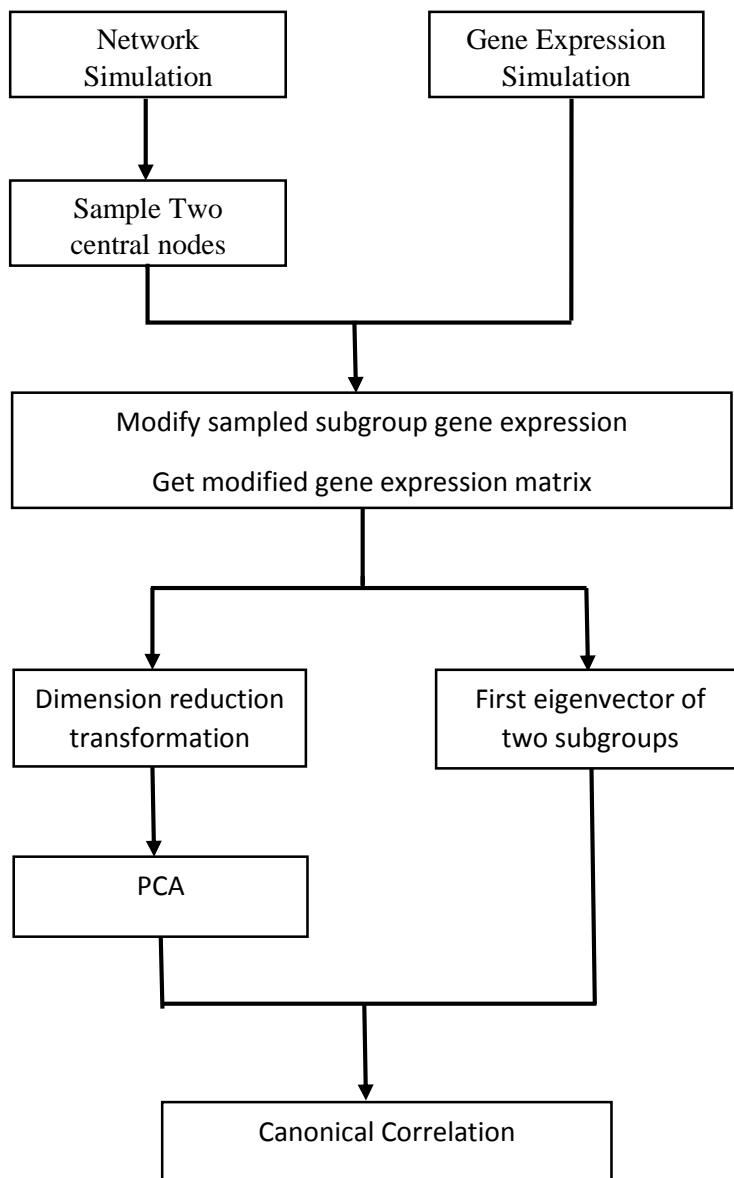 Network
Simulation
Gene Expression
Simulation
Sample Two
central nodes
Modify sampled subgroup gene expression
Get modified gene expression matrix
Dimension reduction
transformation
First eigenvector of
two subgroups
PCA
Canonical Correlation